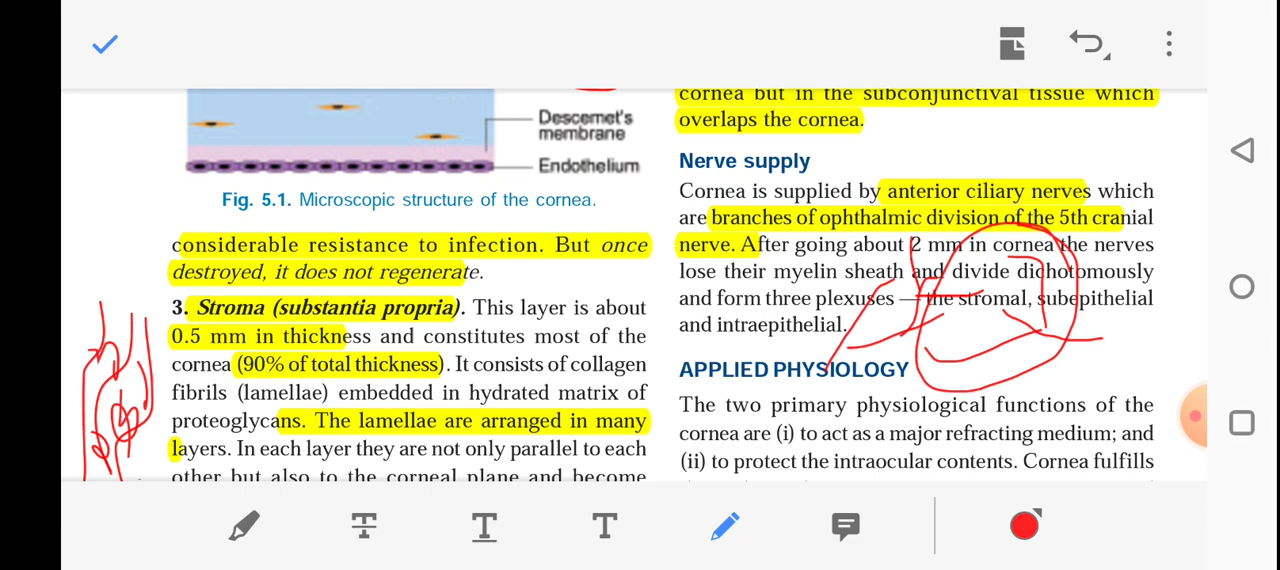 Descemet's
membrane
Endothelium
Fig. 5.1. Microscopic structure of the cornea.
considerable resistance to infection. But once
destroyed, it does not regenerate.
3. Stroma (substantia propria). This layer is about
0.5 mm in thickness and constitutes most of the
cornea (90% of total thickness). It consists of collagen
fibrils (lamellae) embedded in hydrated matrix of
proteoglycans. The lamellae are arranged in many
layers. In each layer they are not only parallel to each
other but also to the corneal plane and become
cornea but in the subconjunctival tissue which
overlaps the cornea.
Nerve supply
Cornea is supplied by anterior ciliary nerves which
are branches of ophthalmic division of the 5th cranial
nerve. After going about 2 mm in cornea the nerves
lose their myelin sheath and divide dichotomously
and form three plexuses — the stromal, subepithelial
and intraepithelial.
APPLIED PHYSIOLOGY
The two primary physiological functions of the
cornea are (i) to act as a major refracting medium; and
(ii) to protect the intraocular contents. Cornea fulfills
T
T
T